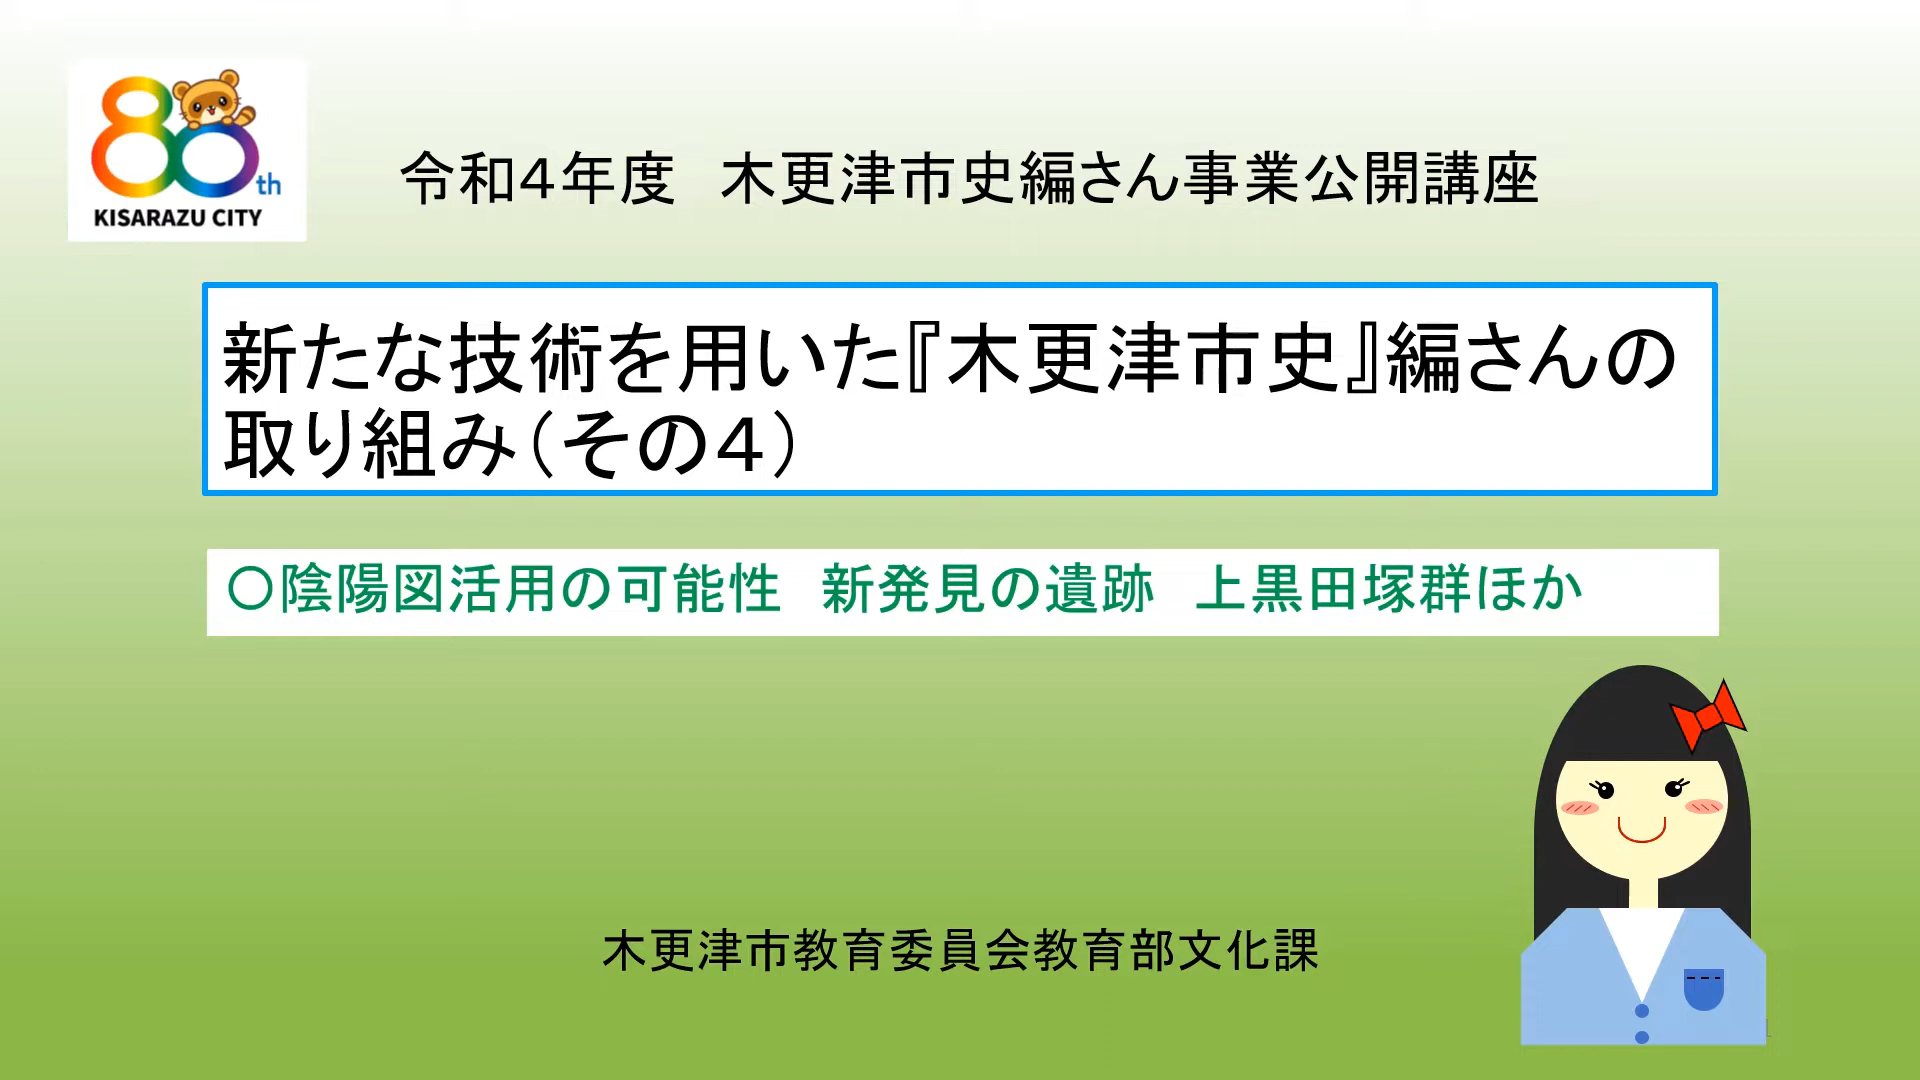 80th
KISARAZU CITY
令和4年度　木更津市史編さん事業公開講座
新たな技術を用いた『木更津市史』編さんの
取り組み（その４）
〇陰陽図活用の可能性　新発見の遺跡　上黒田塚群ほか
木更津市教育委員会教育部文化課